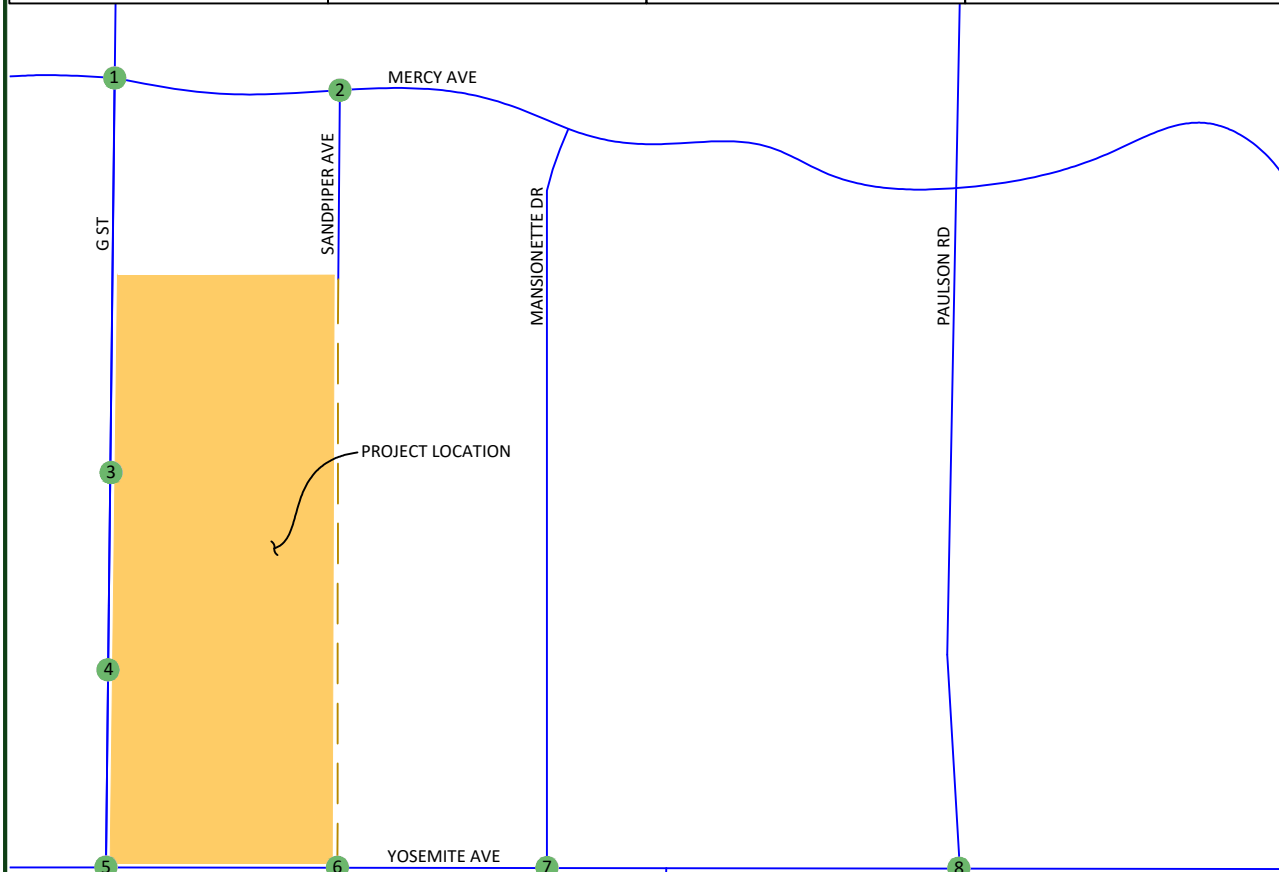 1
2
MERCY AVE
SANDPIPER AVE
G ST
MANSIONETTE DR
PAULSON RD
PROJECT LOCATION
3
4
YOSEMITE AVE
5
6
7
8